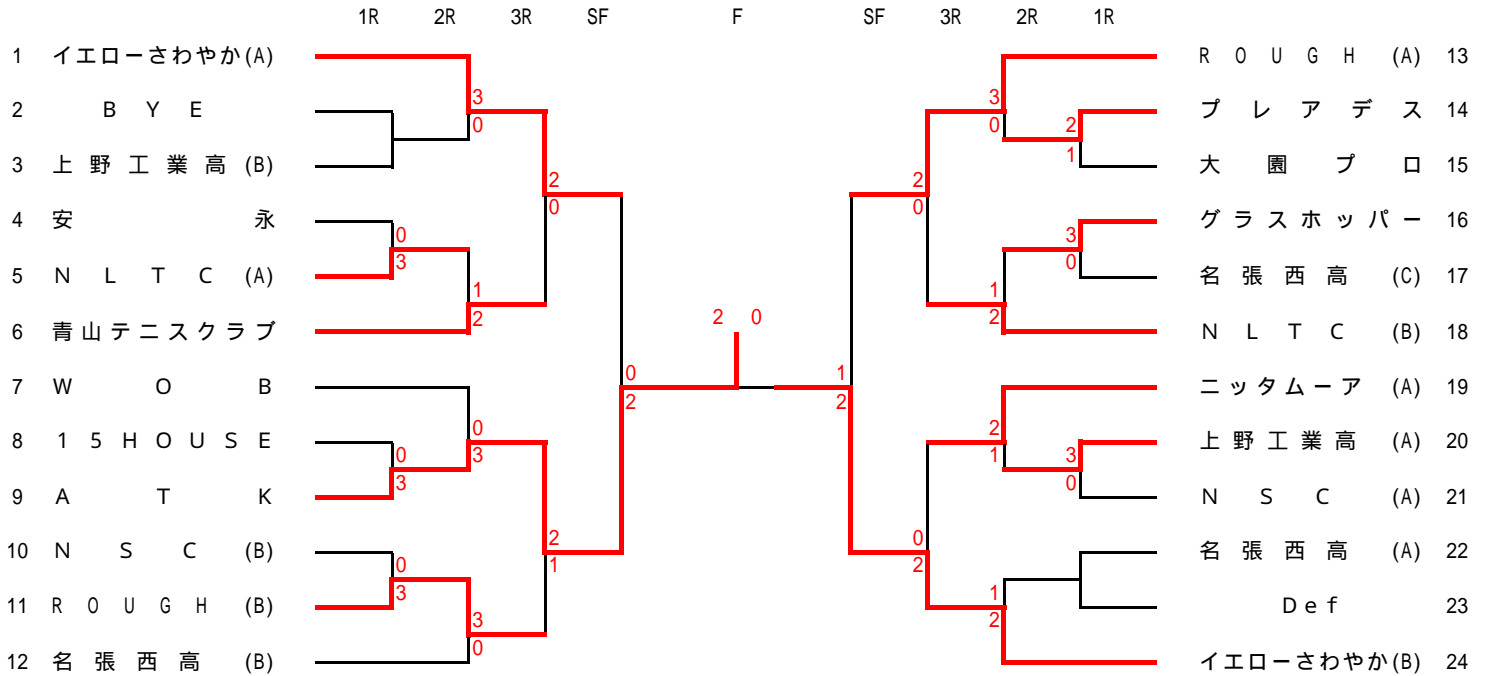 1R 2R 3R SF F SF 3R 2R 1R
1 イエローさわやか(A) ROUGH (A) 13
3 3
2 BYE プレアデス 14
0 0 2
1
3 上野工業高(B) 大園プロ 15
2 2
0 0
4 安永 グラスホッパー 16
0 3
3 0
5 NLTC (A) 名張西高 (C) 17
1 1
2 0
2 2
6 青山テニスクラブ NLTC (B) 18
0 1
7 WOB ニッタムーア (A) 19
2 2
0 2
8 15HOUSE 上野工業高 (A) 20
0 3 1 3
3 0
9 ATK NSC (A) 21
2 0
10 NSC (B) 名張西高 (A) 22
1 2
0
3 1
11 ROUGH (B) Def 23
3 2
0
12 名張西高 (B) イエローさわやか(B) 24